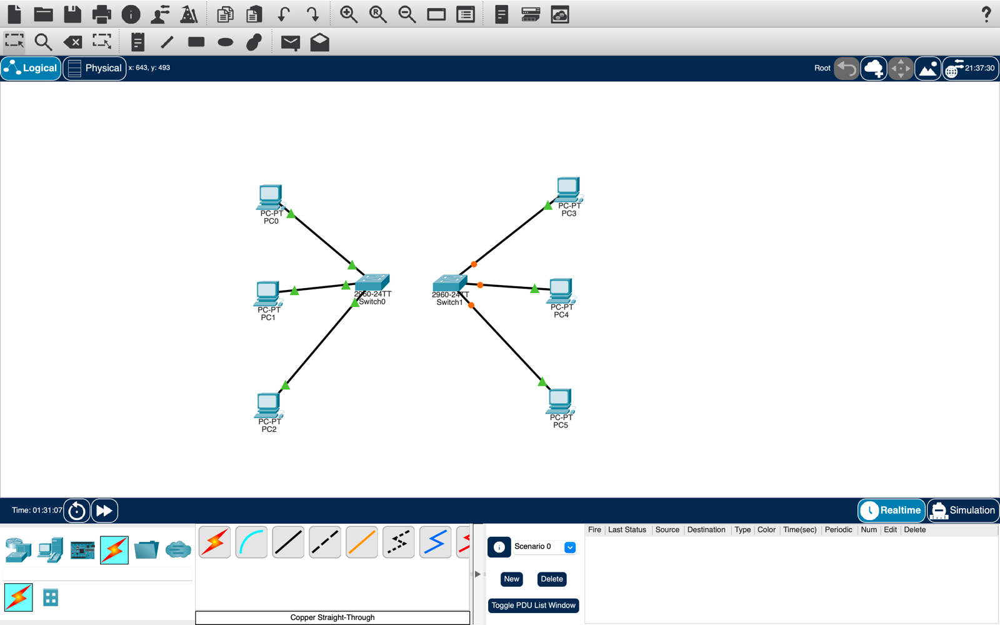 Logical
Physical
x: 643, y: 493
Root
21:37:30
PC-PT
PC3
PC-PT
PC0
2960-24TT
Switch0
2960-24TT
Switch1
PC-PT
PC4
PC-PT
PC1
PC-PT
PC5
PC-PT
PC2
Time: 01:31:07
Realtime
Simulation
Fire Last Status Source Destination Type Color Time(sec) Periodic Num Edit Delete
Scenario 0
New
Delete
Toggle PDU List Window
Copper Straight-Through